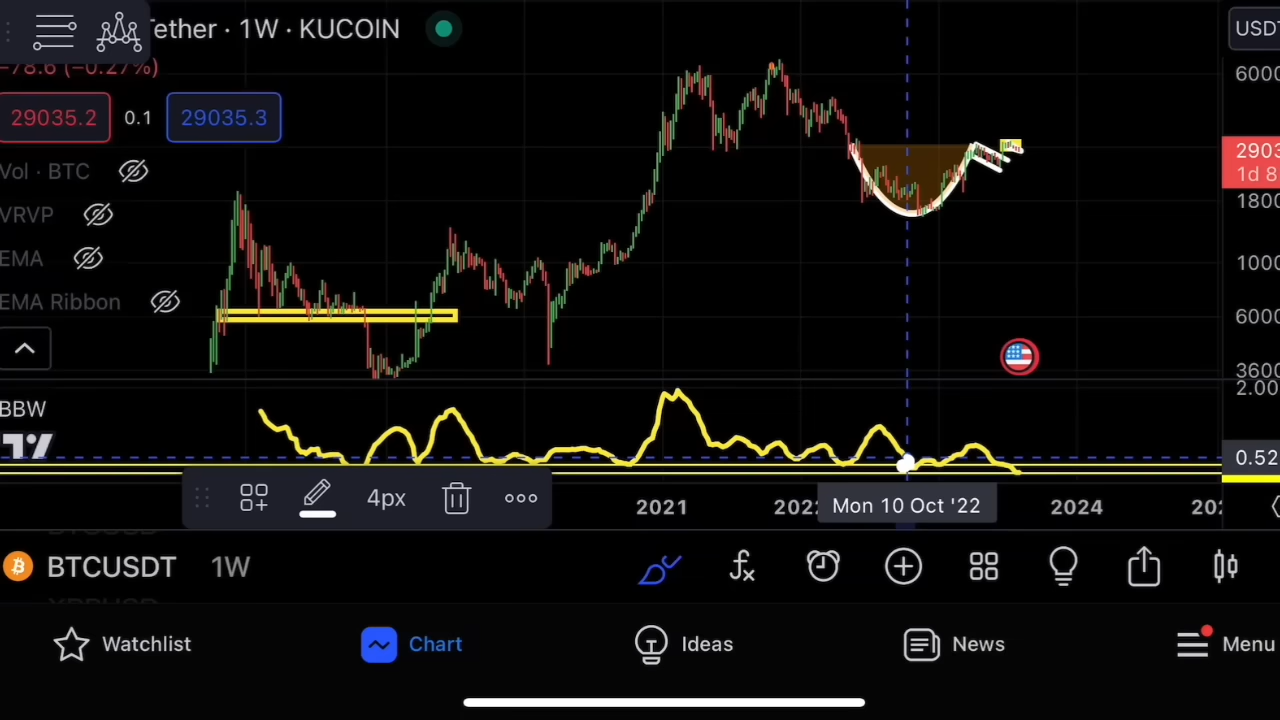 ether · 1W · KUCOIN
USDT
−78.6 (−0.27%)
6000
29035.2
0.1
29035.3
2903
1d 8
Vol · BTC
1800
VRVP
EMA
1000
EMA Ribbon
6000
3600
2.00
BBW
0.52
4px
2021
2022
Mon 10 Oct '22
2024
202
BTCUSDT 1W
Watchlist
Chart
Ideas
News
Menu